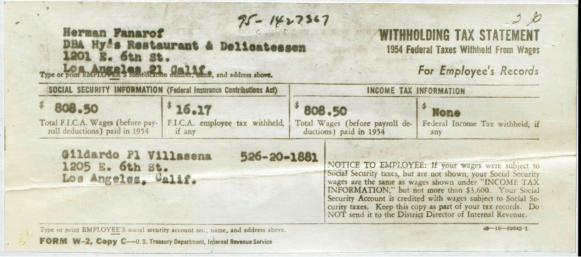 95-1427367
Herman Fanarof
DBA Hy's Restaurant & Delicatessen
1201 E. 6th St.
Los Angeles 21 Calif.
Type or print EMPLOYER'S identification number, name, and address above.
WITHHOLDING TAX STATEMENT
1954 Federal Taxes Withheld From Wages
For Employee's Records
SOCIAL SECURITY INFORMATION (Federal Insurance Contributions Act)
INCOME TAX INFORMATION
$ 808.50
Total F.I.C.A. Wages (before pay-
roll deductions) paid in 1954
$ 16.17
F.I.C.A. employee tax withheld,
if any
$ 808.50
Total Wages (before payroll de-
ductions) paid in 1954
$ None
Federal Income Tax withheld, if
any
Gildardo Pl Villasena 526-20-1881
1205 E. 6th St.
Los Angeles, Calif.
NOTICE TO EMPLOYEE: If your wages were subject to
Social Security taxes, but are not shown, your Social Security
wages are the same as wages shown under "INCOME TAX
INFORMATION," but not more than $3,600. Your Social
Security Account is credited with wages subject to Social Se-
curity taxes. Keep this copy as part of your tax records. Do
NOT send it to the District Director of Internal Revenue.
Type or print EMPLOYEE'S social security account no., name, and address above.
FORM W-2, Copy C—U. S. Treasury Department, Internal Revenue Service